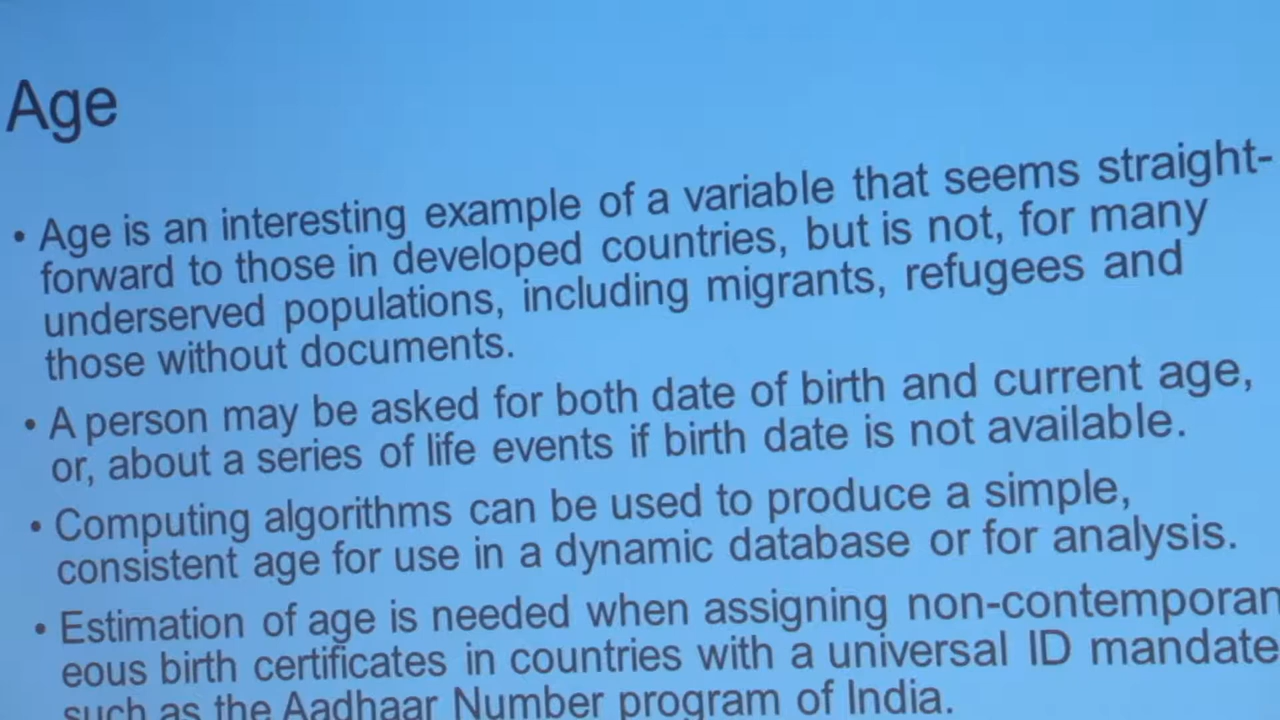 Age
• Age is an interesting example of a variable that seems straight-
forward to those in developed countries, but is not, for many
underserved populations, including migrants, refugees and
those without documents.
• A person may be asked for both date of birth and current age,
or, about a series of life events if birth date is not available.
• Computing algorithms can be used to produce a simple,
consistent age for use in a dynamic database or for analysis.
• Estimation of age is needed when assigning non-contemporan
eous birth certificates in countries with a universal ID mandate
such as the Aadhaar Number program of India.